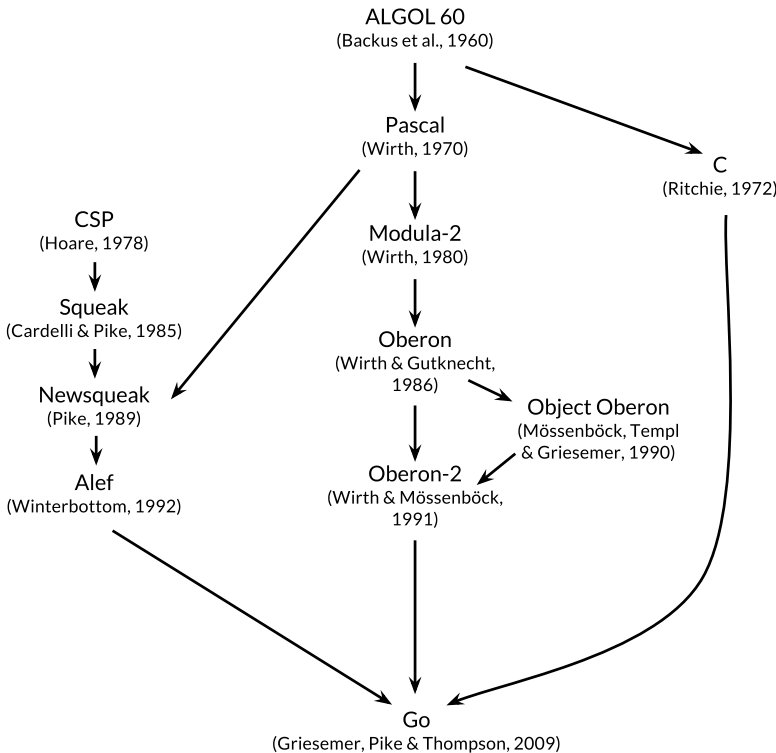 ALGOL 60
(Backus et al., 1960)
Pascal
(Wirth, 1970)
C
(Ritchie, 1972)
CSP
(Hoare, 1978)
Modula-2
(Wirth, 1980)
Squeak
(Cardelli & Pike, 1985)
Oberon
(Wirth & Gutknecht,
1986)
Newsqueak
(Pike, 1989)
Object Oberon
(Mössenböck, Templ
& Griesemer, 1990)
Alef
(Winterbottom, 1992)
Oberon-2
(Wirth & Mössenböck,
1991)
Go
(Griesemer, Pike & Thompson, 2009)